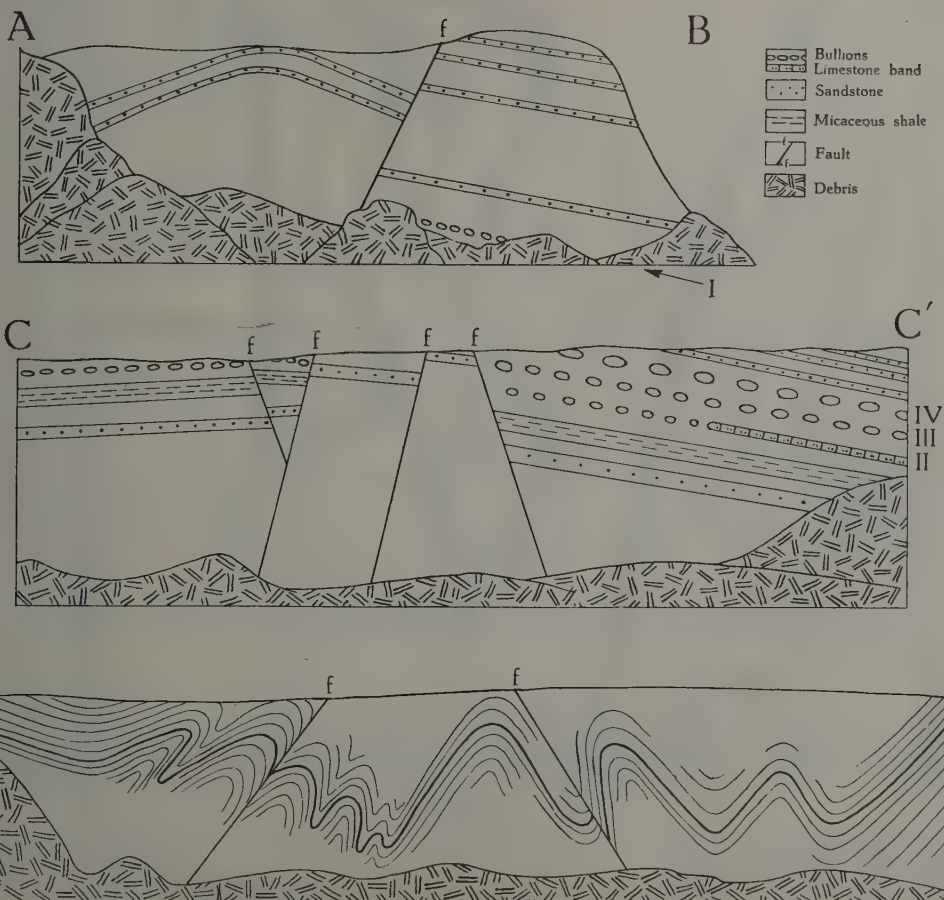 A
f
B
Bullions
Limestone band
Sandstone
Micaceous shale
f
f
Fault
Debris
I
C
f
f
f
f
C′
IV
III
II
f
f